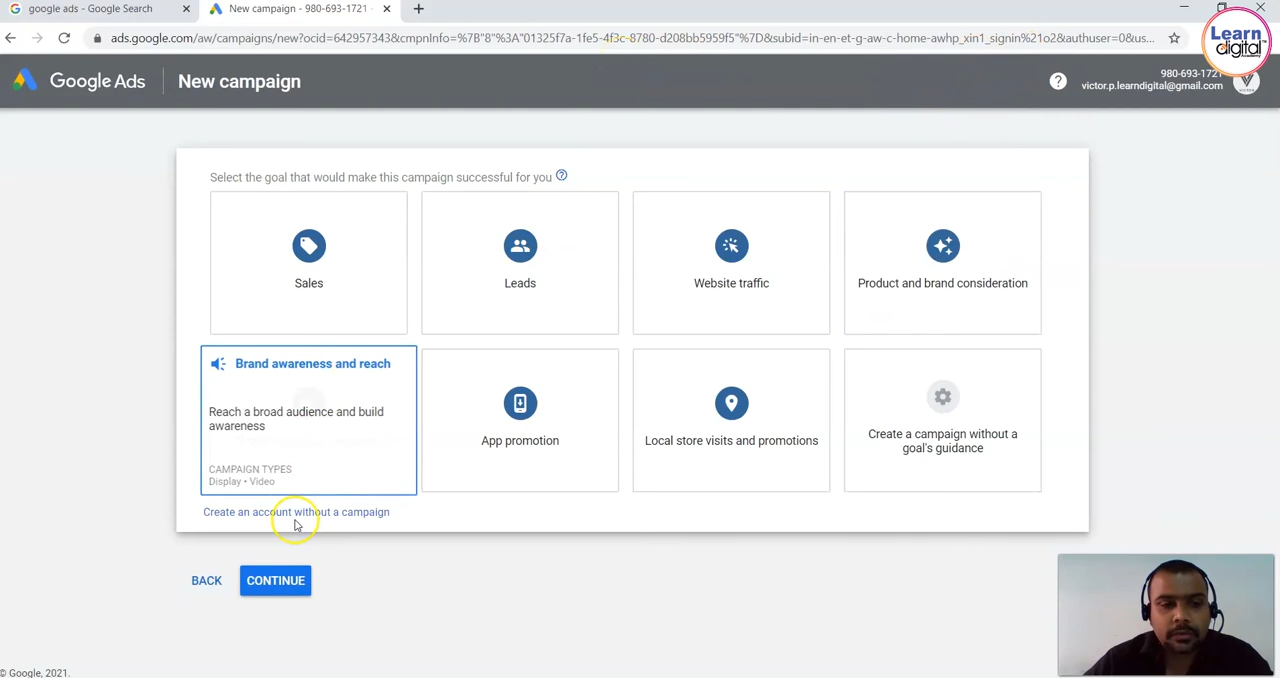 google ads - Google Search
New campaign - 980-693-1721 -
ads.google.com/aw/campaigns/new?ocid=642957343&cmpnInfo=%7B"8"%3A"01325f7a-1fe5-4f3c-8780-d208bb5959f5"%7D&subid=in-en-et-g-aw-c-home-awhp_xin1_signin%21o2&authuser=0&us...
Learn
digital
Academy
Google Ads
New campaign
980-693-1721
victor.p.learndigital@gmail.com
VICTOR
Select the goal that would make this campaign successful for you
Sales
Leads
Website traffic
Product and brand consideration
Brand awareness and reach
Reach a broad audience and build
awareness
CAMPAIGN TYPES
Display • Video
App promotion
Local store visits and promotions
Create a campaign without a
goal's guidance
Create an account without a campaign
BACK
CONTINUE
© Google, 2021.